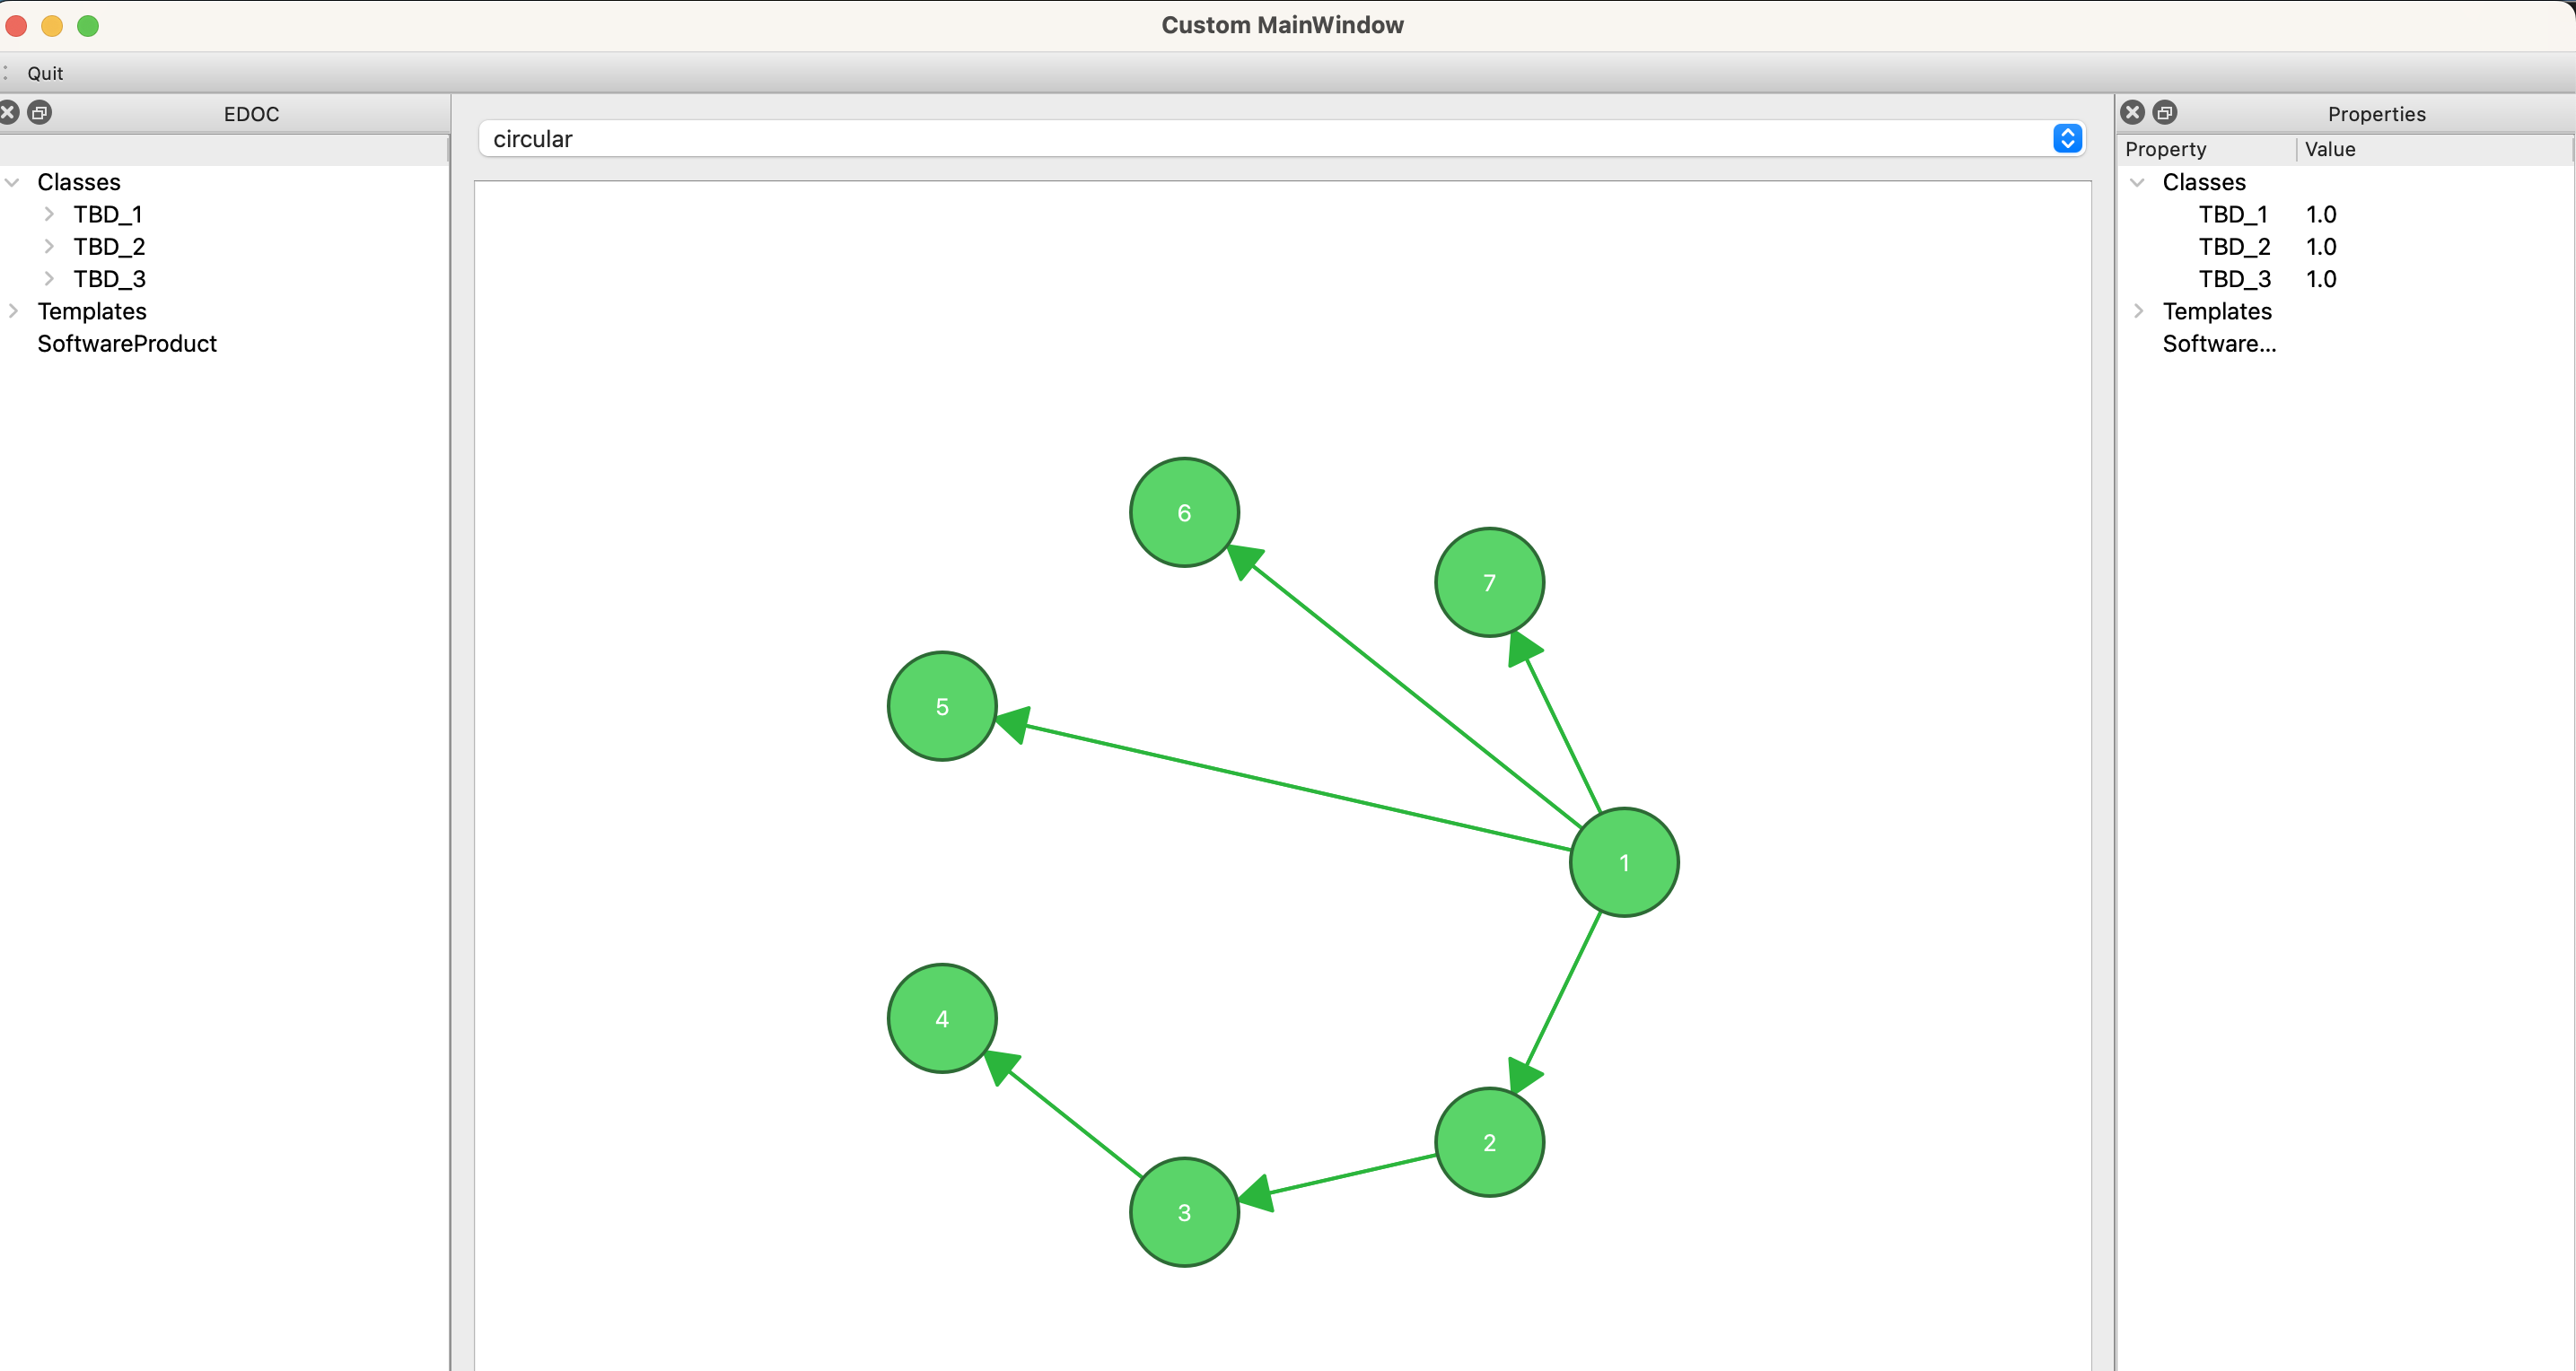 Custom MainWindow
Quit
EDOC
Classes
TBD_1
TBD_2
TBD_3
Templates
SoftwareProduct
circular
6
7
5
1
4
2
3
Properties
Property Value
Classes
TBD_1 1.0
TBD_2 1.0
TBD_3 1.0
Templates
Software...